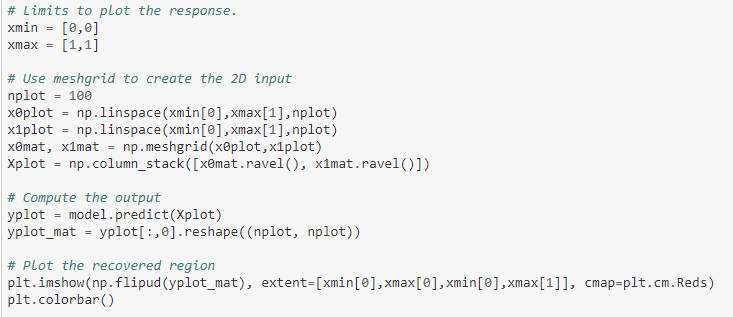 # Limits to plot the response.
xmin = [0,0]
xmax = [1,1]
# Use meshgrid to create the 2D input
nplot = 100
x0plot = np.linspace(xmin[0],xmax[1],nplot)
x1plot = np.linspace(xmin[0],xmax[1],nplot)
x0mat, x1mat = np.meshgrid(x0plot,x1plot)
Xplot = np.column_stack([x0mat.ravel(), x1mat.ravel()])
# Compute the output
yplot = model.predict(Xplot)
yplot_mat = yplot[:,0].reshape((nplot, nplot))
# Plot the recovered region
plt.imshow(np.flipud(yplot_mat), extent=[xmin[0],xmax[0],xmin[0],xmax[1]], cmap=plt.cm.Reds)
plt.colorbar()